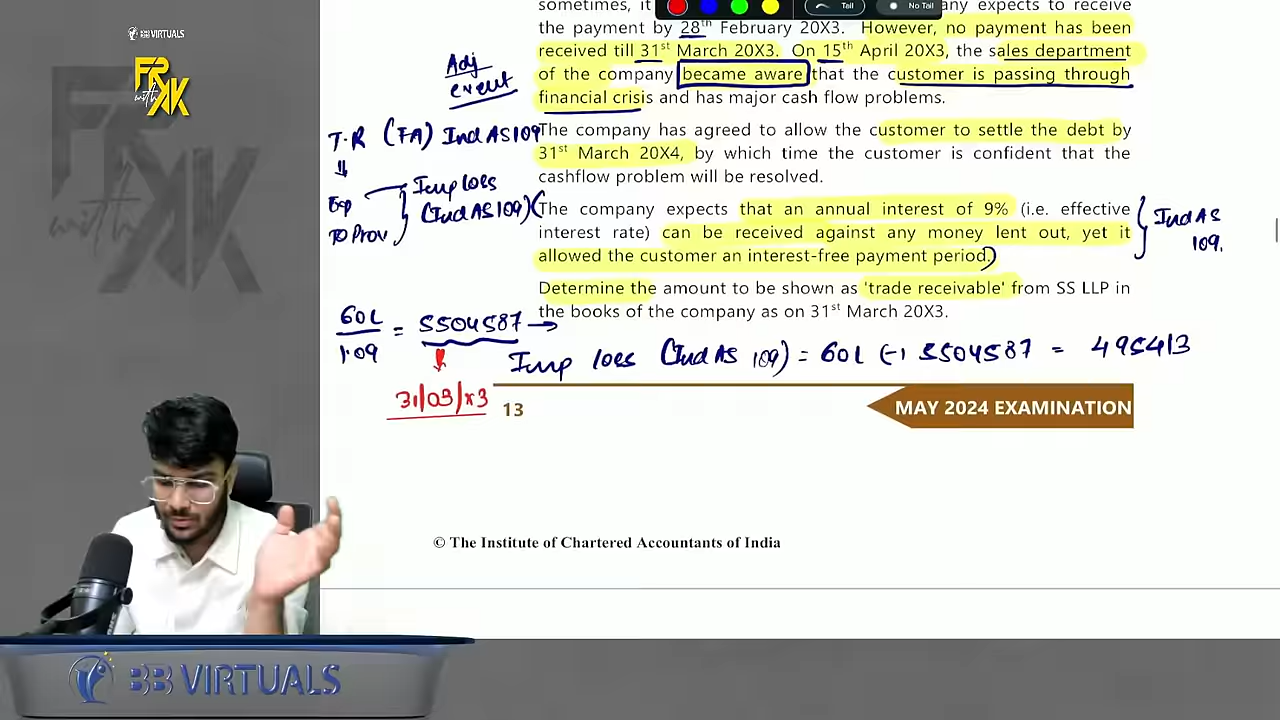 sometimes, it any expects to receive
Tail
No Tail
the payment by 28th February 20X3. However, no payment has been
received till 31st March 20X3. On 15th April 20X3, the sales department
of the company became aware that the customer is passing through
financial crisis and has major cash flow problems.
Adj
event
The company has agreed to allow the customer to settle the debt by
31st March 20X4, by which time the customer is confident that the
cashflow problem will be resolved.
T.R (FA) Ind AS 109
Exp
To Prov
Imp loss
(Ind AS 109)
The company expects that an annual interest of 9% (i.e. effective
interest rate) can be received against any money lent out, yet it
allowed the customer an interest-free payment period.
Ind AS
109.
Determine the amount to be shown as 'trade receivable' from SS LLP in
the books of the company as on 31st March 20X3.
60L
1.09
= 5504587
31/03/x3
Imp loss (Ind AS 109) = 60L (-) 5504587 = 495413
13
MAY 2024 EXAMINATION
© The Institute of Chartered Accountants of India
BB VIRTUALS
FR
with
AK
FR
with
AK
BB VIRTUALS